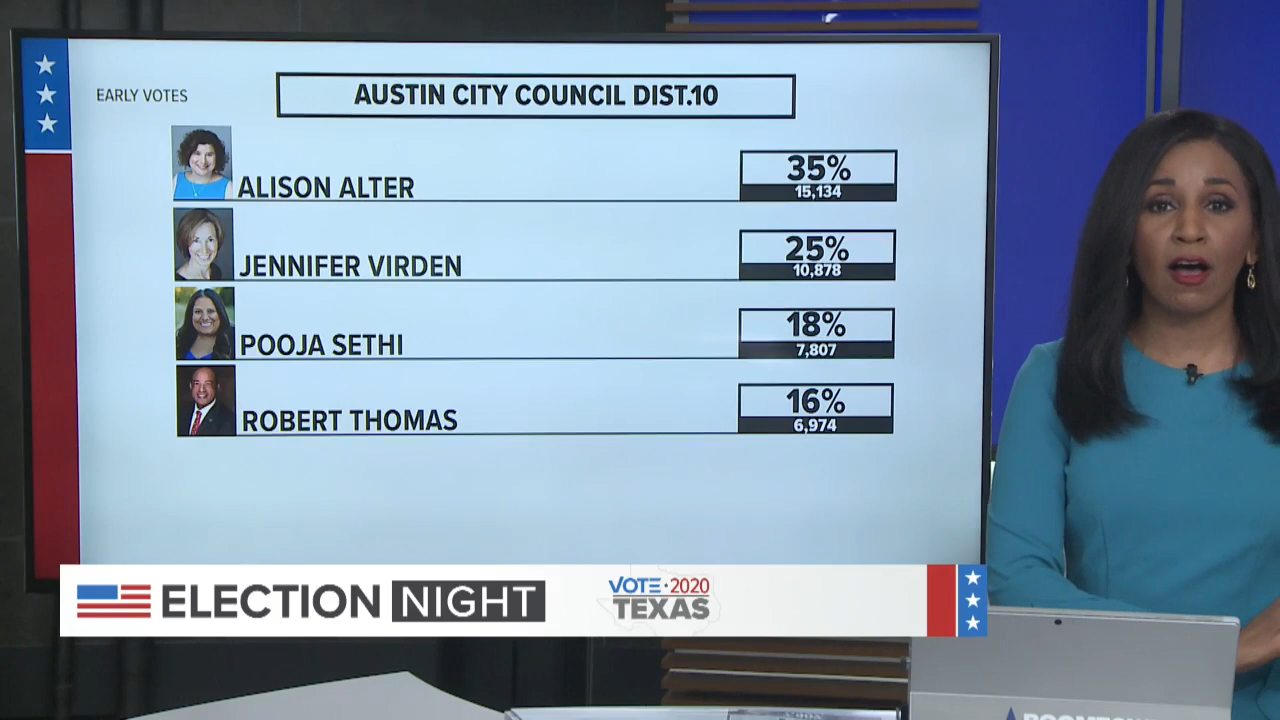 EARLY VOTES
AUSTIN CITY COUNCIL DIST.10
ALISON ALTER
35%
15,134
JENNIFER VIRDEN
25%
10,878
POOJA SETHI
18%
7,807
ROBERT THOMAS
16%
6,974
ELECTION NIGHT
VOTE • 2020
TEXAS